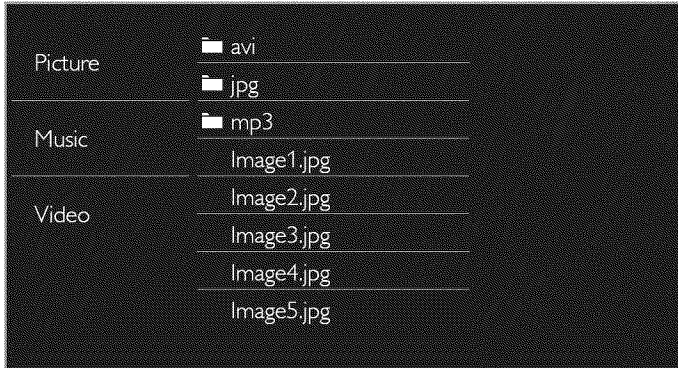 Picture
Music
Video
avi
jpg
mp3
Image1.jpg
Image2.jpg
Image3.jpg
Image4.jpg
Image5.jpg